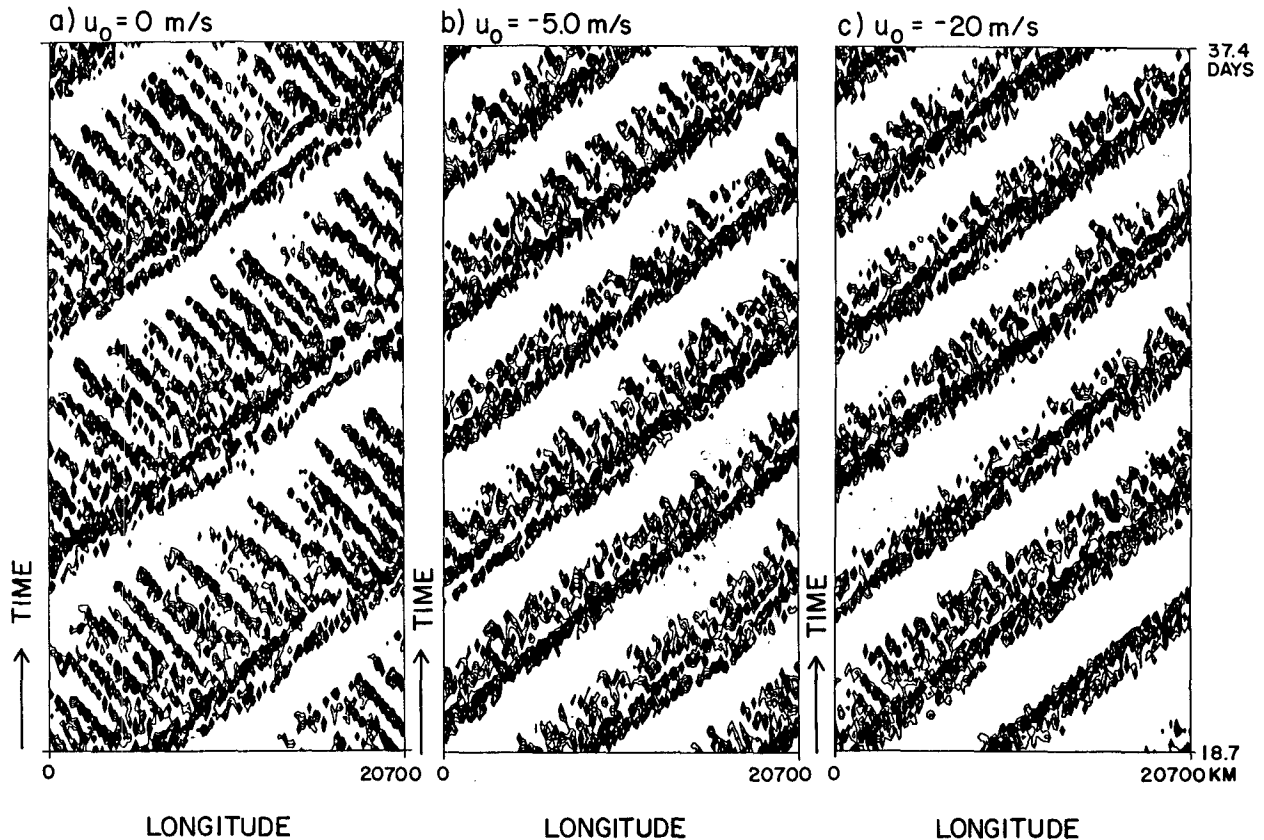 a) u₀ = 0 m/s
b) u₀ = -5.0 m/s
c) u₀ = -20 m/s
37.4
DAYS
TIME
TIME
TIME
18.7
0
20700
0
20700
0
20700 KM
LONGITUDE
LONGITUDE
LONGITUDE